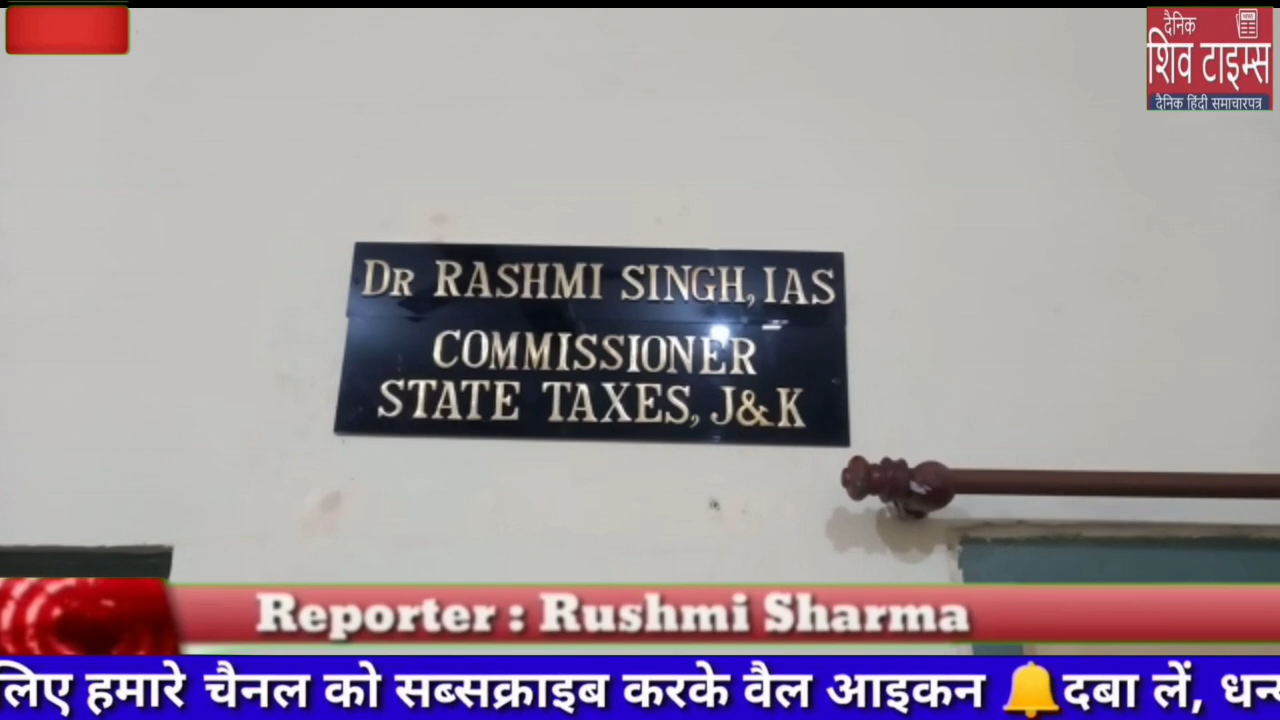 दैनिक
शिव टाइम्स
दैनिक हिंदी समाचारपत्र
DR RASHMI SINGH, IAS
COMMISSIONER
STATE TAXES, J&K
Reporter : Rushmi Sharma
लिए हमारे चैनल को सब्सक्राइब करके वैल आइकन 🔔दबा लें,